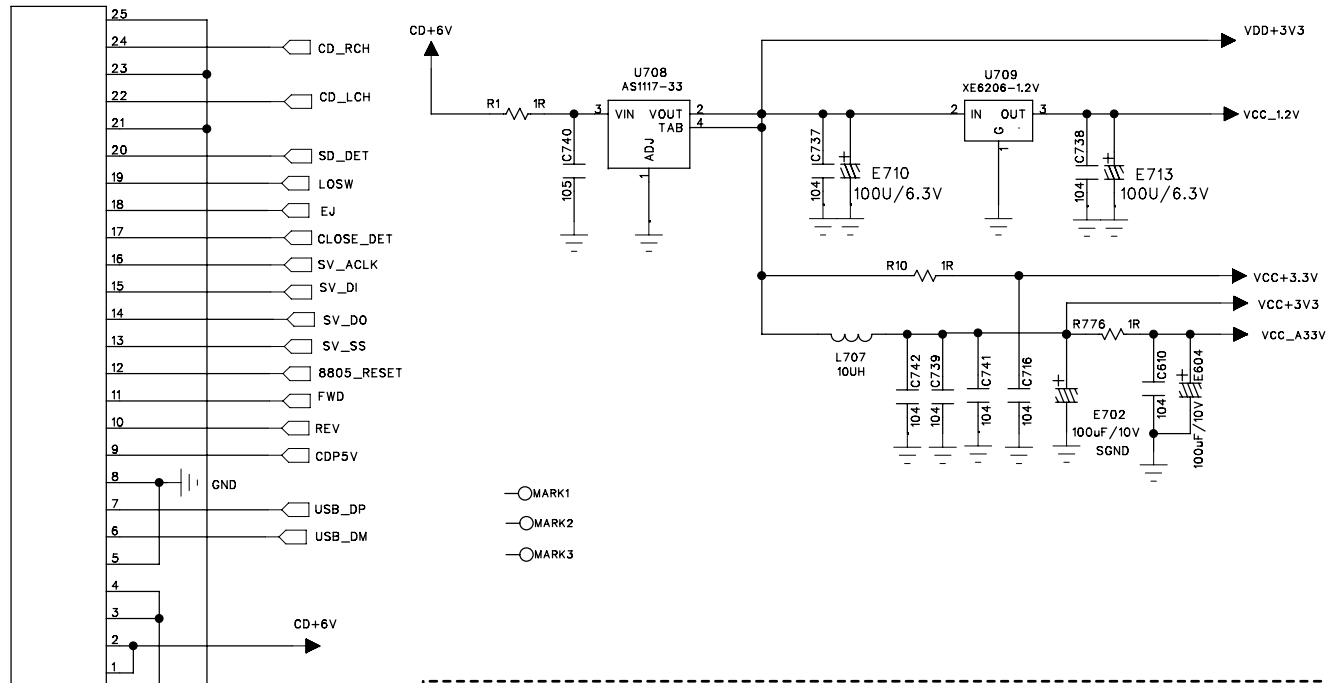 25
24 CD_RCH
23
22 CD_LCH
21
20 SD_DET
19 LOSW
18 EJ
17 CLOSE_DET
16 SV_ACLK
15 SV_DI
14 SV_DO
13 SV_SS
12 8805_RESET
11 FWD
10 REV
9 CDP5V
8 GND
7 USB_DP
6 USB_DM
5
4
3
2 CD+6V
1
CD+6V
R1 1R
C740
105
U708
AS1117-33
3 VIN VOUT 2
TAB 4
ADJ
1
VDD+3V3
C737
104
E710
100U/6.3V
U709
XE6206-1.2V
2 IN OUT 3
G
1
VCC_1.2V
C738
104
E713
100U/6.3V
R10 1R
VCC+3.3V
VCC+3V3
R776 1R
VCC_A33V
L707
10UH
C742
104
C739
104
C741
104
C716
104
E702
100uF/10V
SGND
C610
104
E604
100uF/10V
MARK1
MARK2
MARK3